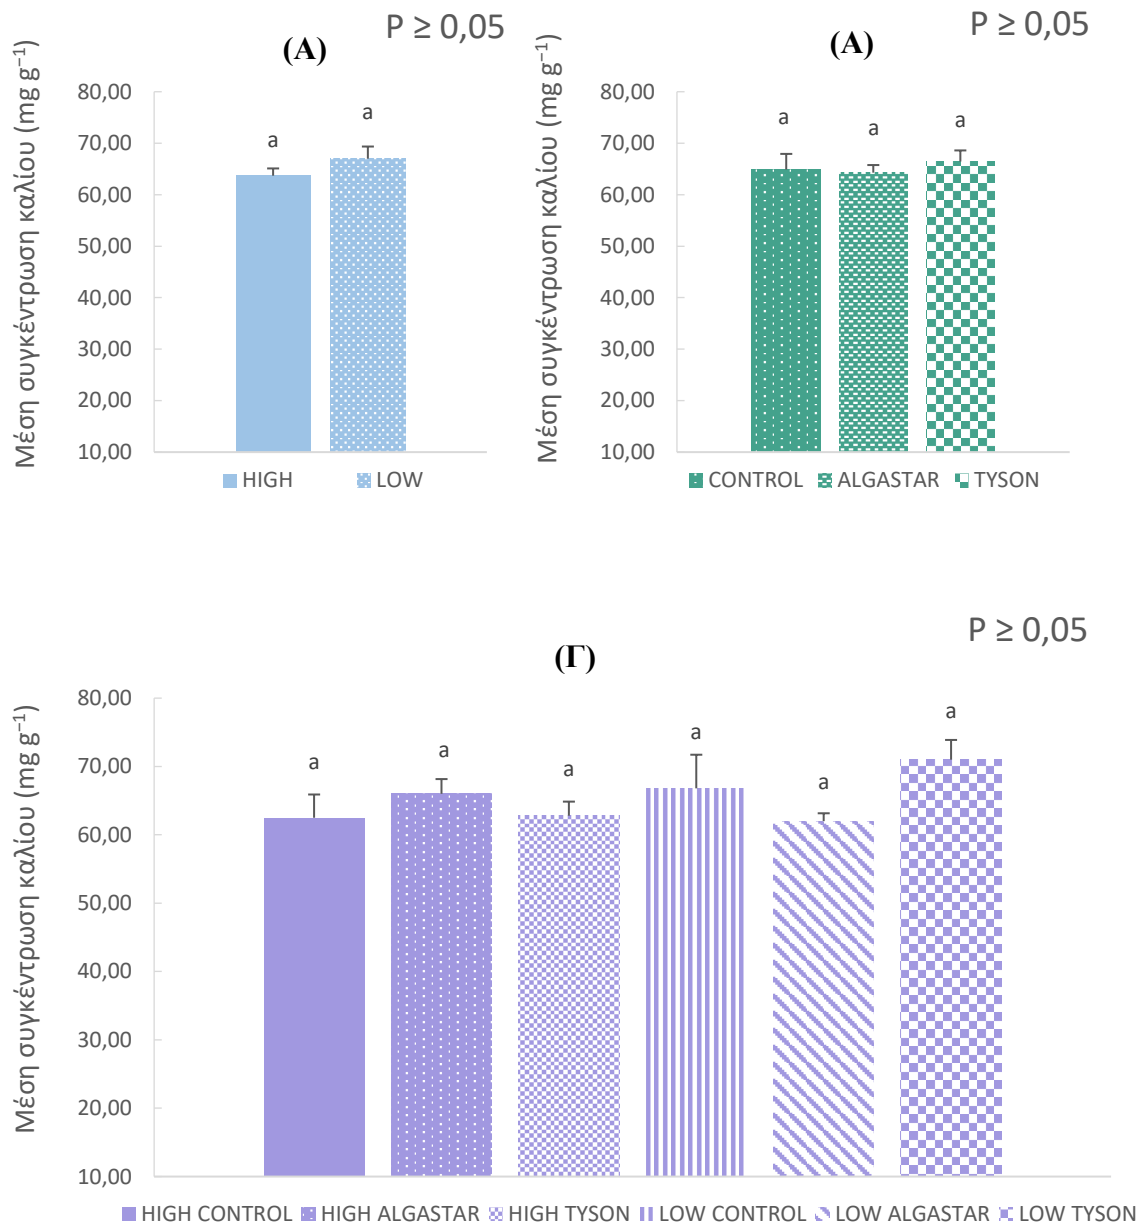 P ≥ 0,05
(Α)
Μέση συγκέντρωση καλίου (mg g⁻¹)
80,00
70,00
60,00
50,00
40,00
30,00
20,00
10,00
a
a
HIGH LOW
P ≥ 0,05
(Α)
Μέση συγκέντρωση καλίου (mg g⁻¹)
80,00
70,00
60,00
50,00
40,00
30,00
20,00
10,00
a
a
a
CONTROL ALGASTAR TYSON
P ≥ 0,05
(Γ)
Μέση συγκέντρωση καλίου (mg g⁻¹)
80,00
70,00
60,00
50,00
40,00
30,00
20,00
10,00
a
a
a
a
a
a
HIGH CONTROL HIGH ALGASTAR HIGH TYSON LOW CONTROL LOW ALGASTAR LOW TYSON